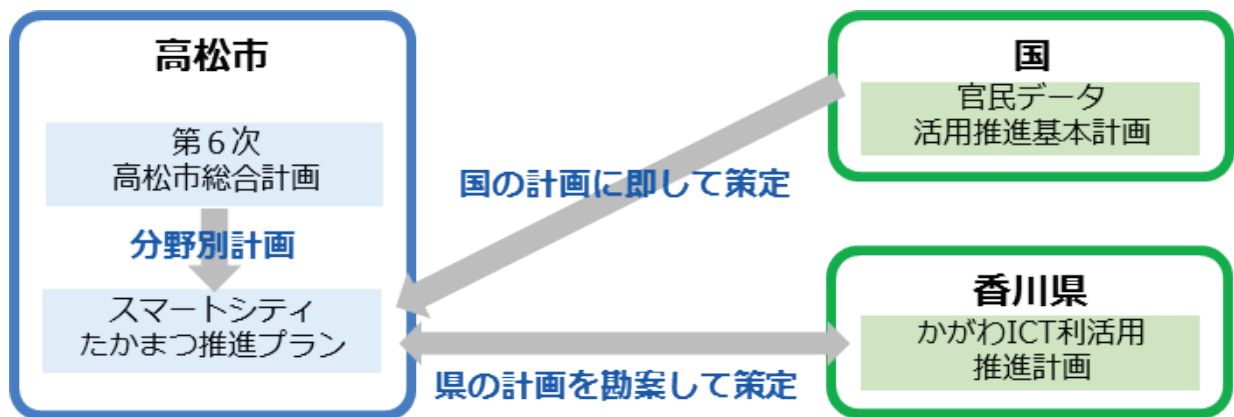 高松市
第６次
高松市総合計画
分野別計画
スマートシティ
たかまつ推進プラン
国の計画に即して策定
県の計画を勘案して策定
国
官民データ
活用推進基本計画
香川県
かがわICT利活用
推進計画